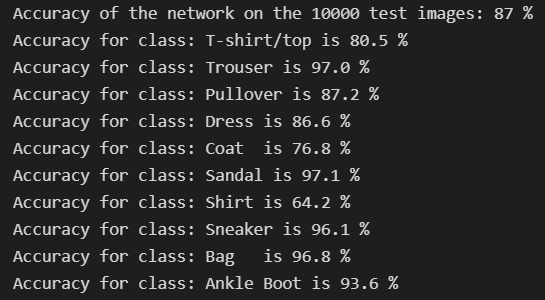 Accuracy of the network on the 10000 test images: 87 %
Accuracy for class: T-shirt/top is 80.5 %
Accuracy for class: Trouser is 97.0 %
Accuracy for class: Pullover is 87.2 %
Accuracy for class: Dress is 86.6 %
Accuracy for class: Coat  is 76.8 %
Accuracy for class: Sandal is 97.1 %
Accuracy for class: Shirt is 64.2 %
Accuracy for class: Sneaker is 96.1 %
Accuracy for class: Bag   is 96.8 %
Accuracy for class: Ankle Boot is 93.6 %